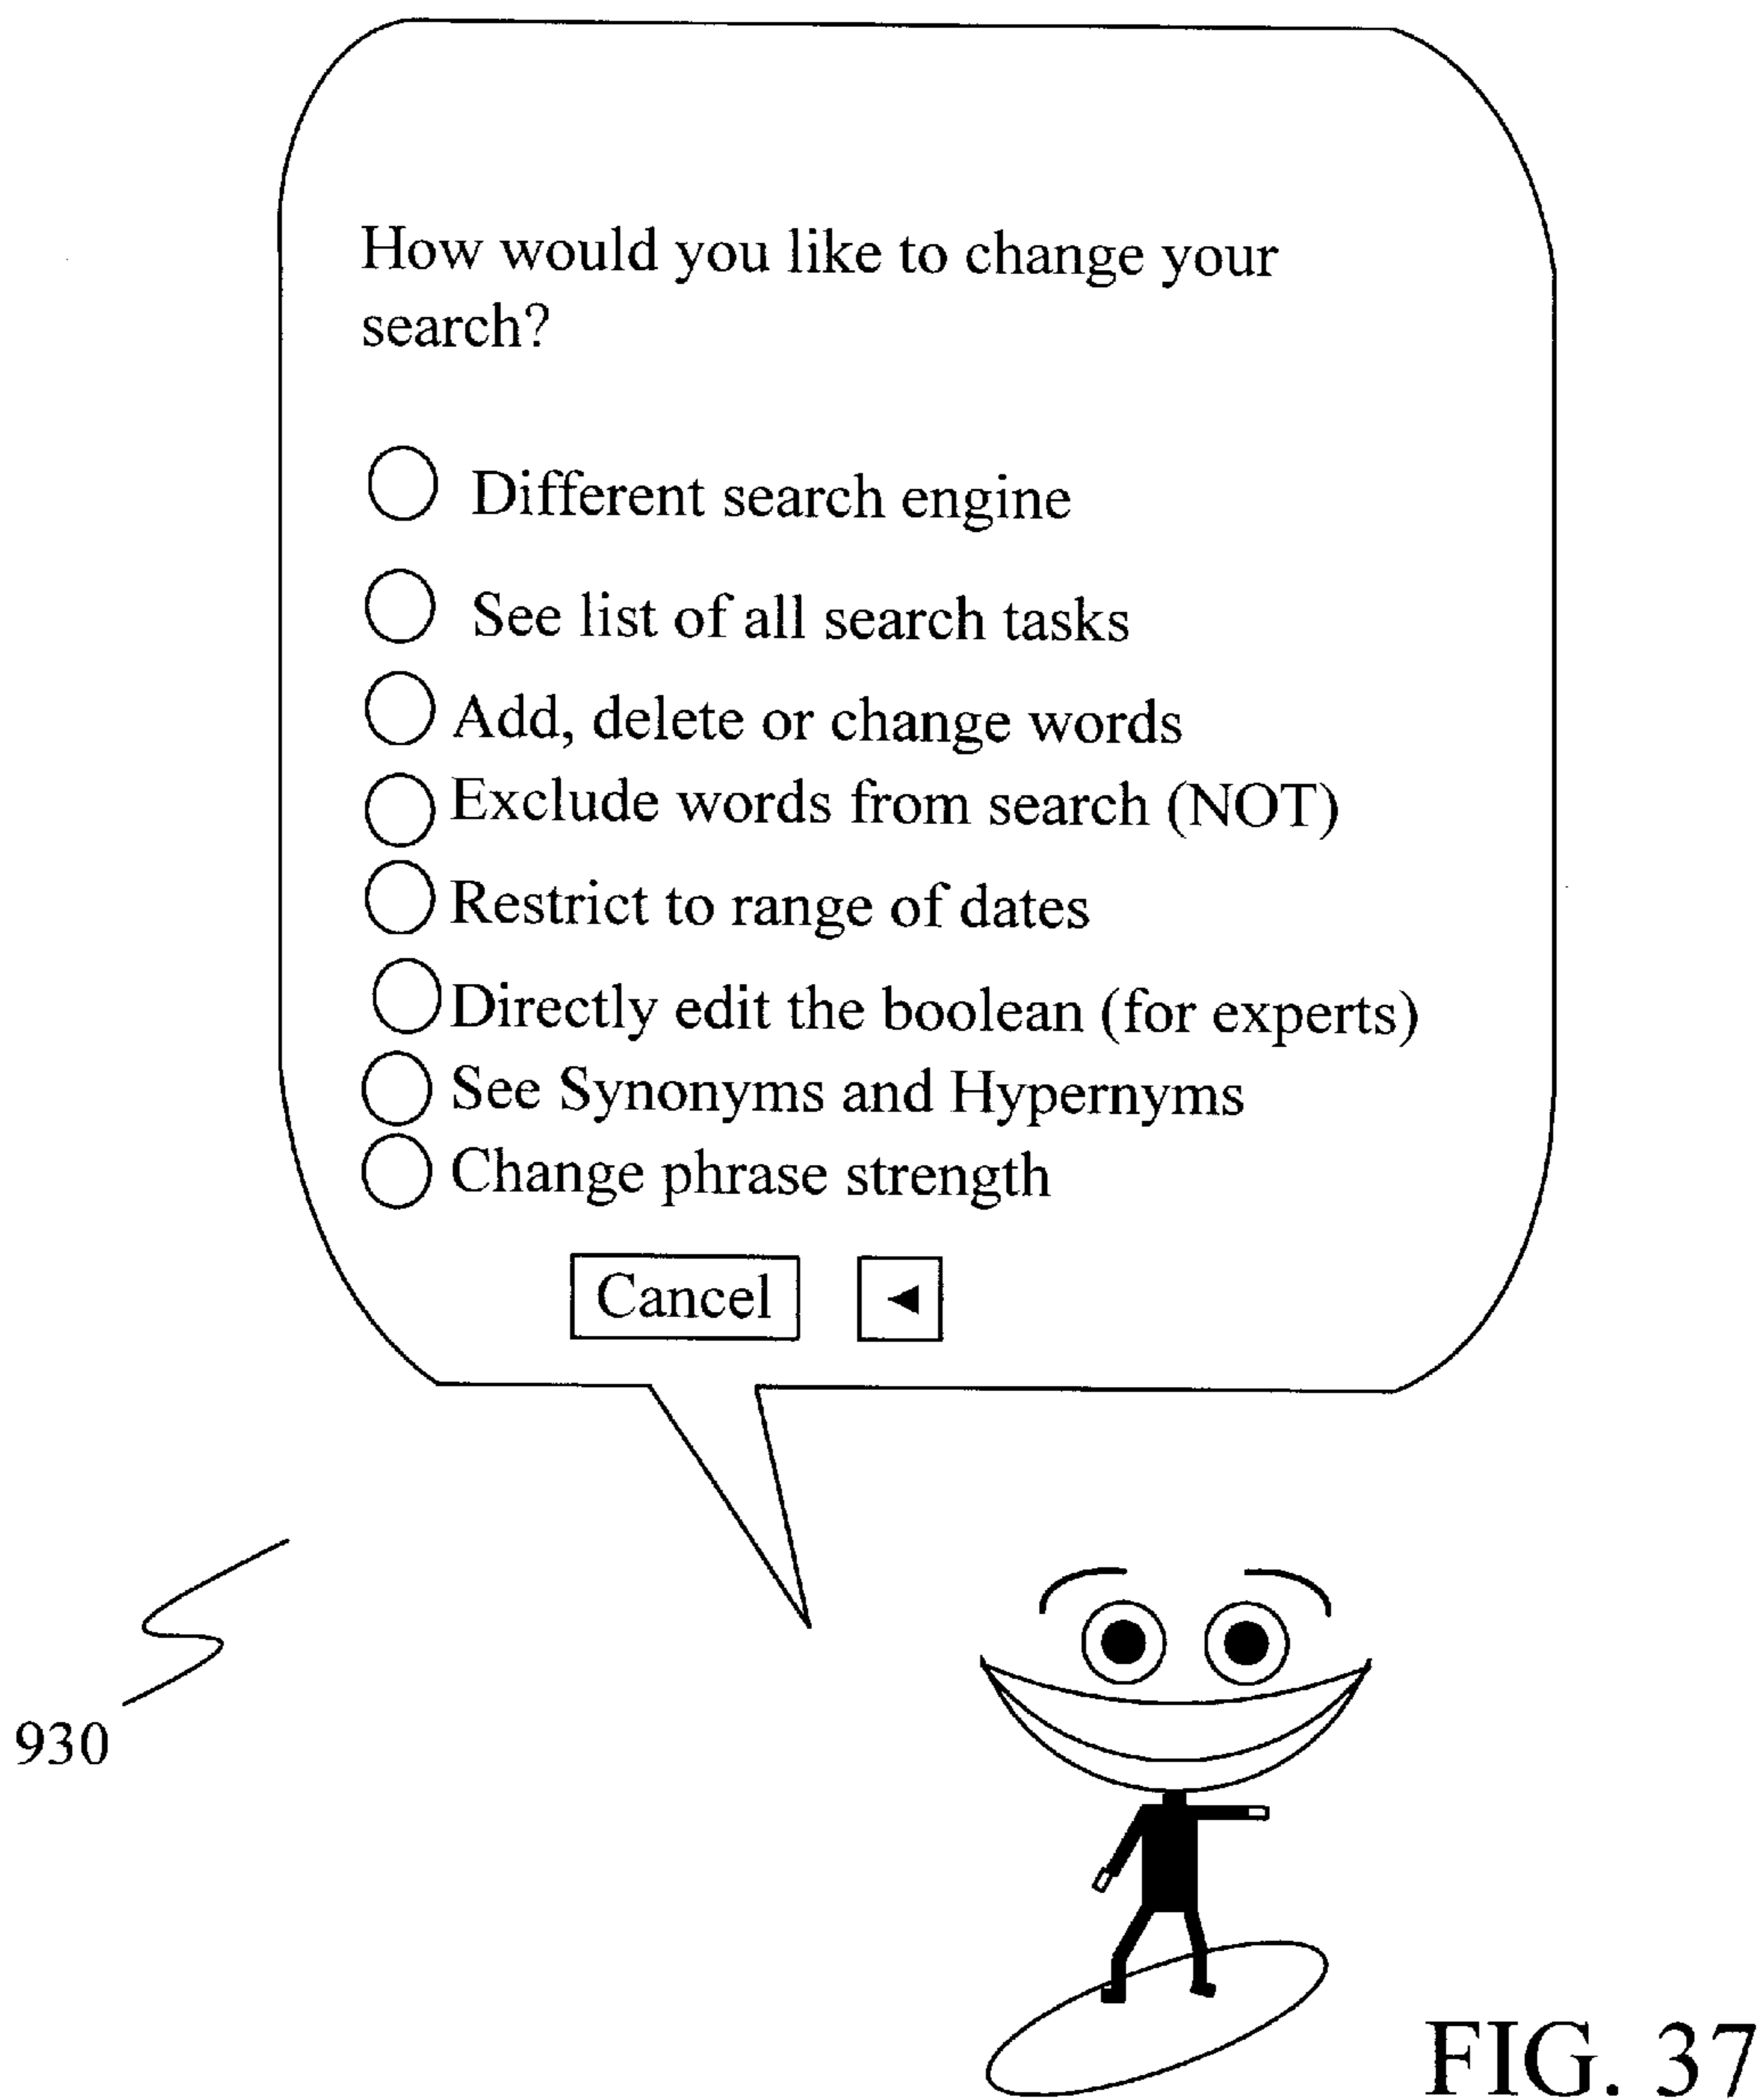 How would you like to change your
search?
Different search engine
See list of all search tasks
Add, delete or change words
Exclude words from search (NOT)
Restrict to range of dates
Directly edit the boolean (for experts)
See Synonyms and Hypernyms
Change phrase strength
Cancel
930
FIG. 37